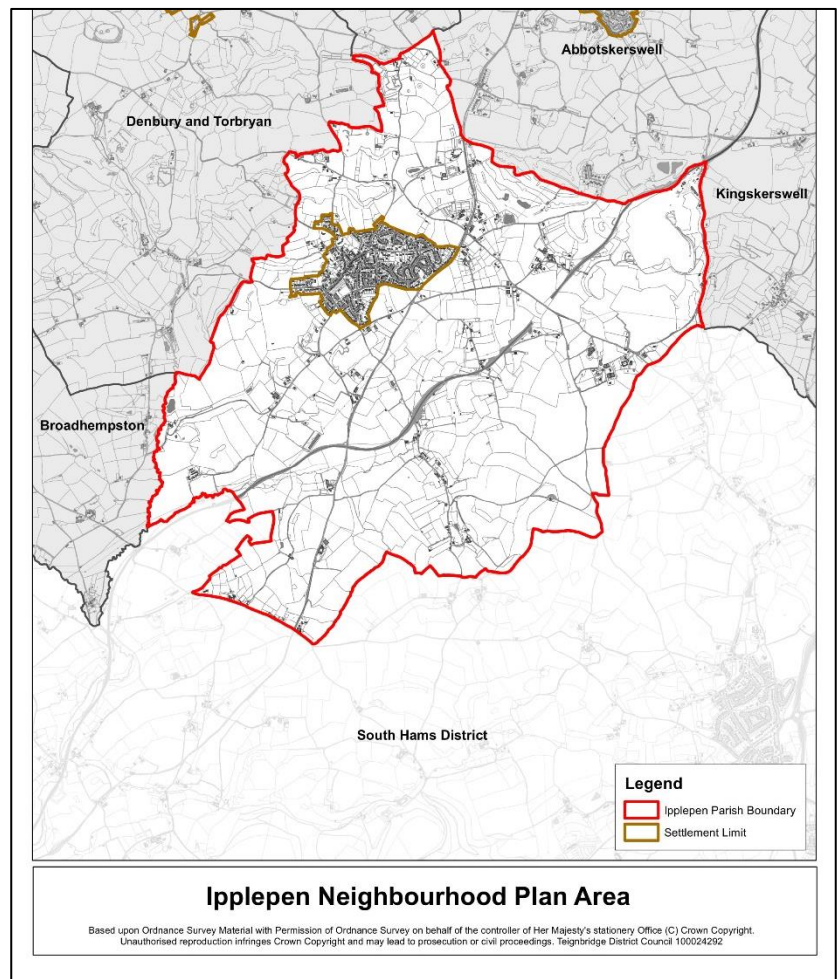 Abbotskerswell
Denbury and Torbryan
Kingskerswell
Broadhempston
South Hams District
Legend
Ipplepen Parish Boundary
Settlement Limit
Ipplepen Neighbourhood Plan Area
Based upon Ordnance Survey Material with Permission of Ordnance Survey on behalf of the controller of Her Majesty's stationery Office (C) Crown Copyright.
Unauthorised reproduction infringes Crown Copyright and may lead to prosecution or civil proceedings. Teignbridge District Council 100024292